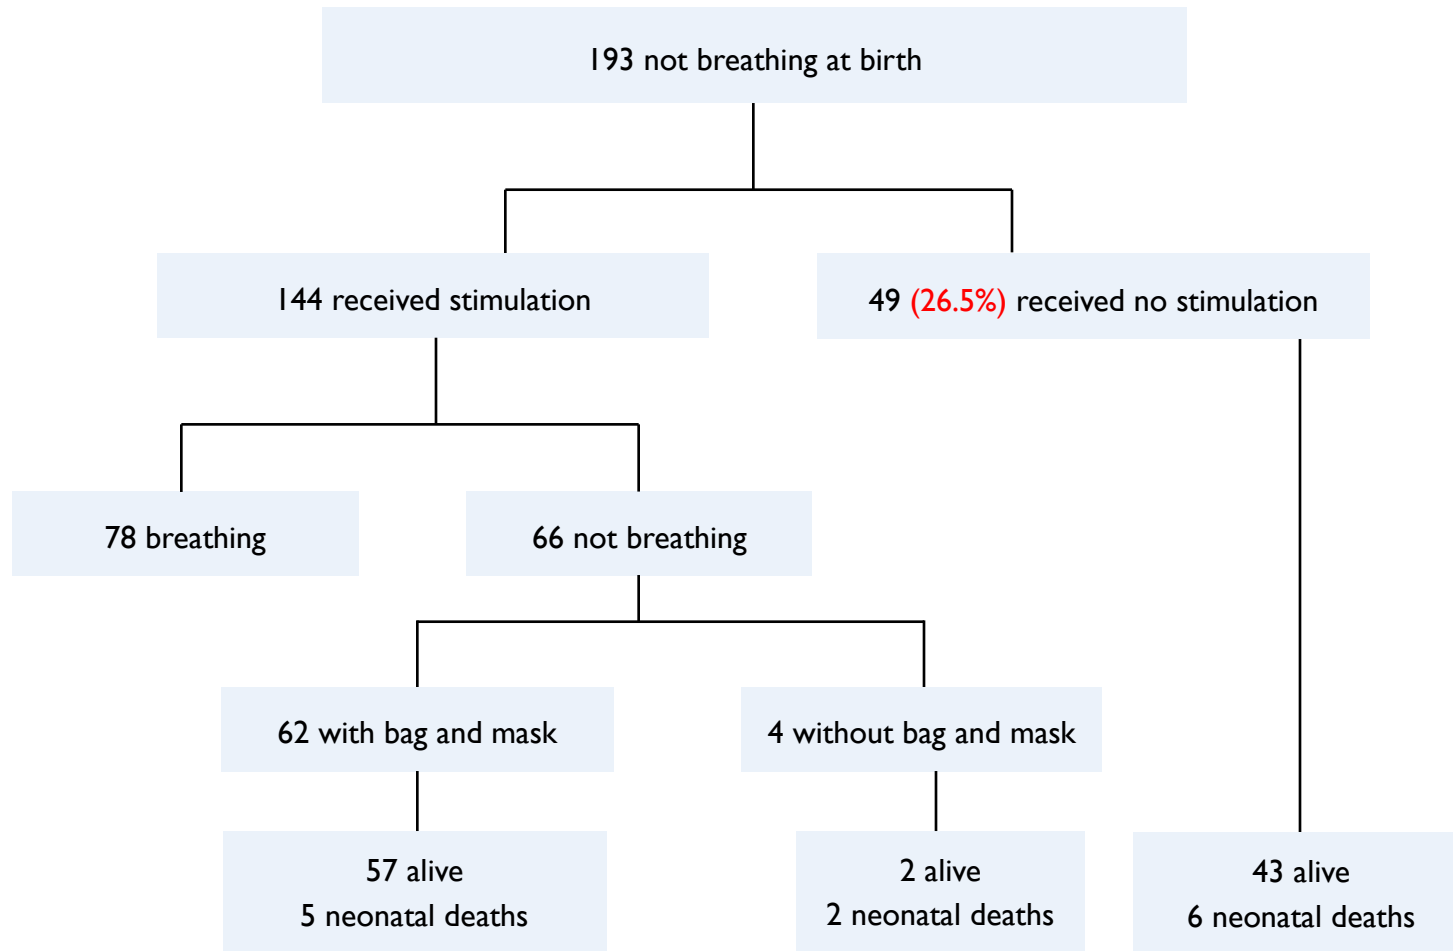 193 not breathing at birth
144 received stimulation
49 (26.5%) received no stimulation
78 breathing
66 not breathing
62 with bag and mask
4 without bag and mask
57 alive
5 neonatal deaths
2 alive
2 neonatal deaths
43 alive
6 neonatal deaths